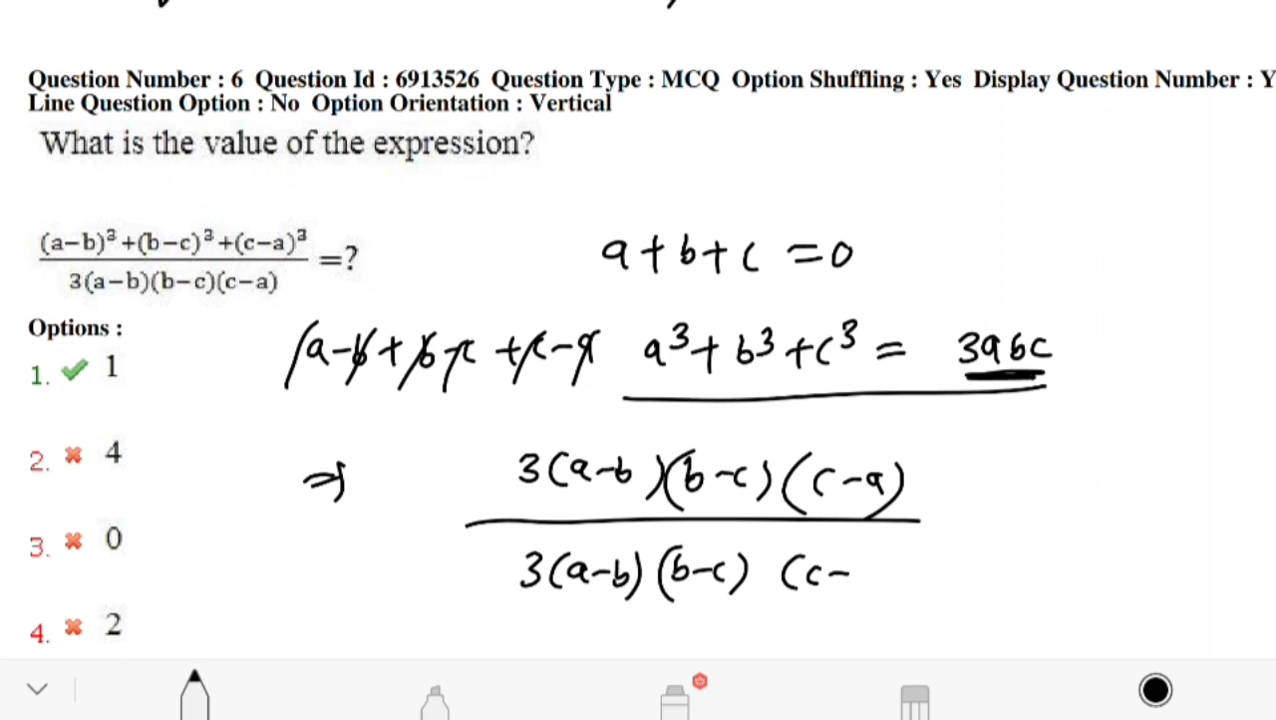 Question Number : 6 Question Id : 6913526 Question Type : MCQ Option Shuffling : Yes Display Question Number : Y
Line Question Option : No Option Orientation : Vertical
What is the value of the expression?
(a−b)³+(b−c)³+(c−a)³
=?
3(a−b)(b−c)(c−a)
a+b+c =0
Options :
(a-b+b-c+c-a a³+b³+c³ = 3abc
1. ✔ 1
2. ✖ 4
⇒ 3(a-b)(b-c)(c-a)
3(a-b)(b-c) (c-
3. ✖ 0
4. ✖ 2